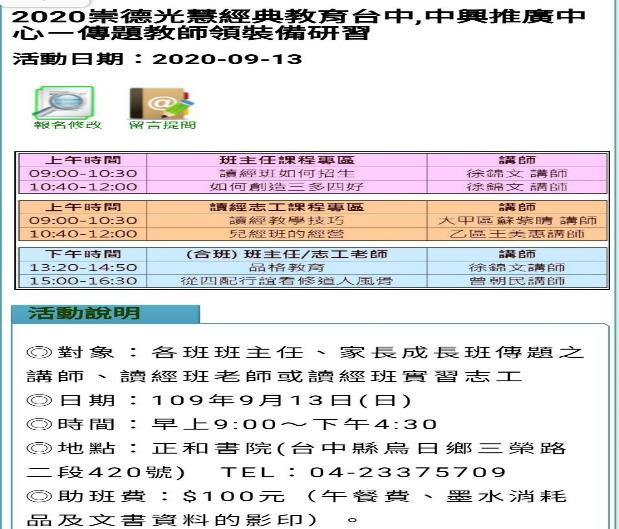 2020崇德光慧經典教育台中,中興推廣中
心－傳題教師領裝備研習
活動日期：2020-09-13
報名修改 留言提問
上午時間 班主任課程專區 講師
09:00-10:30 讀經班如何招生 徐錦文 講師
10:40-12:00 如何創造三多四好 徐錦文 講師
上午時間 讀經志工課程專區 講師
09:00-10:30 讀經教學技巧 大甲區蘇紫晴 講師
10:40-12:00 兒經班的經營 乙區王美惠講師
下午時間 (合班) 班主任/志工老師 講師
13:20-14:50 品格教育 徐錦文講師
15:00-16:30 從四配行誼看修道人風骨 曾朝民講師
活動說明
◎對象：各班班主任、家長成長班傳題之
講師、讀經班老師或讀經班實習志工
◎日期：109年9月13日(日)
◎時間：早上9:00～下午4:30
◎地點：正和書院(台中縣烏日鄉三榮路
二段420號) TEL：04-23375709
◎助班費：$100元（午餐費、墨水消耗
品及文書資料的影印）。